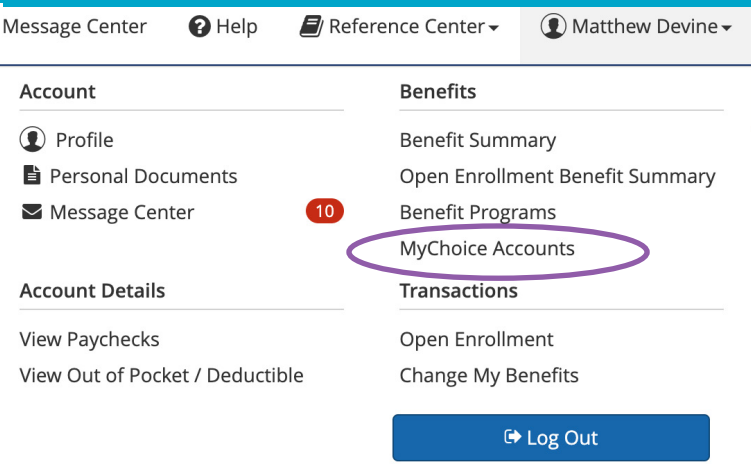 Message Center Help Reference Center Matthew Devine
Account
Profile
Personal Documents
Message Center 10
Account Details
View Paychecks
View Out of Pocket / Deductible
Benefits
Benefit Summary
Open Enrollment Benefit Summary
Benefit Programs
MyChoice Accounts
Transactions
Open Enrollment
Change My Benefits
Log Out